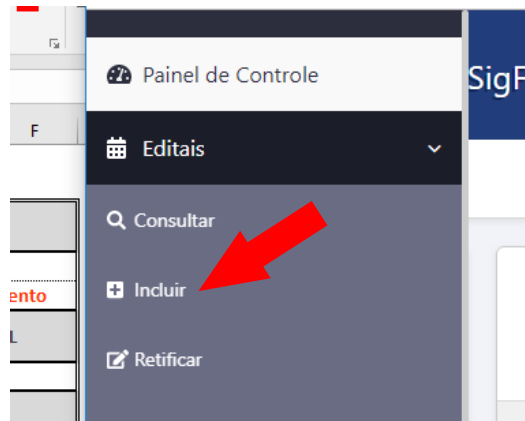 Painel de Controle
SigF
F
Editais
Consultar
ento
Incluir
L
Retificar